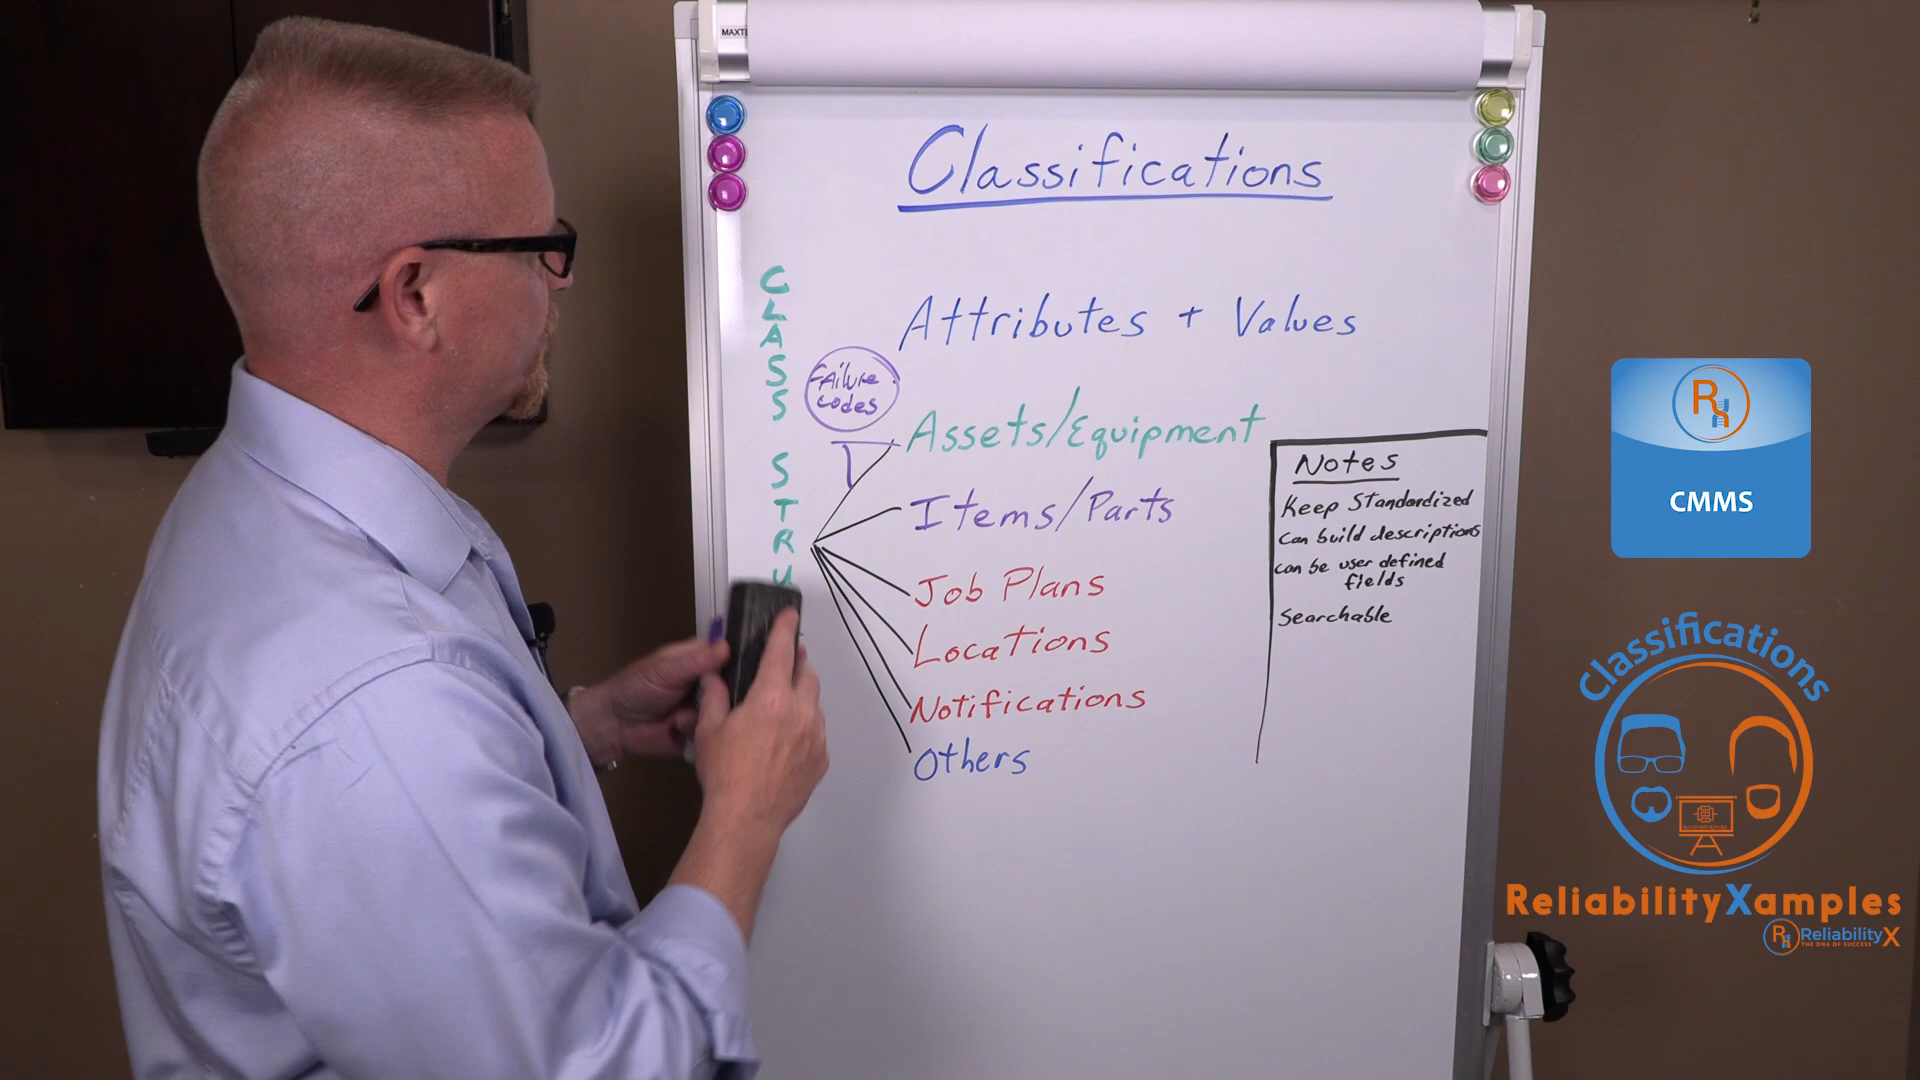 MAXTE
Classifications
CLASS STRU
Attributes + Values
Failure
codes
Assets/Equipment
Items/Parts
Job Plans
Locations
Notifications
Others
Notes
Keep Standardized
can build descriptions
can be user defined
fields
Searchable
CMMS
Classifications
ReliabilityXamples
ReliabilityX
THE DNA OF SUCCESS